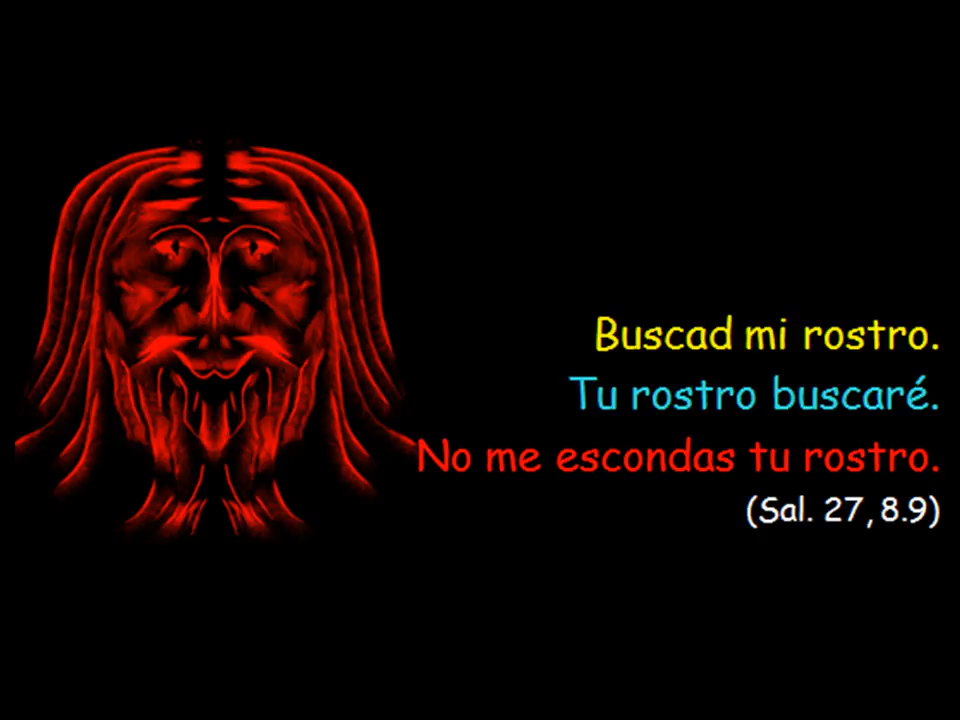 Buscad mi rostro.
Tu rostro buscaré.
No me escondas tu rostro.
(Sal. 27, 8.9)